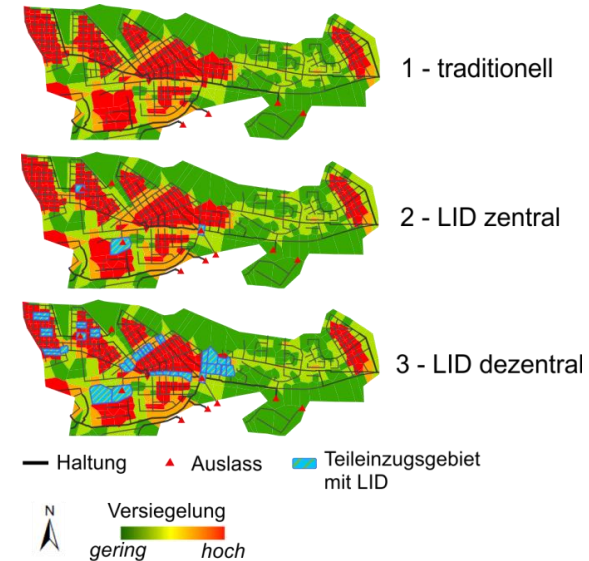 1 - traditionell
2 - LID zentral
3 - LID dezentral
Haltung
Auslass
Teileinzugsgebiet
mit LID
N
Versiegelung
gering
hoch